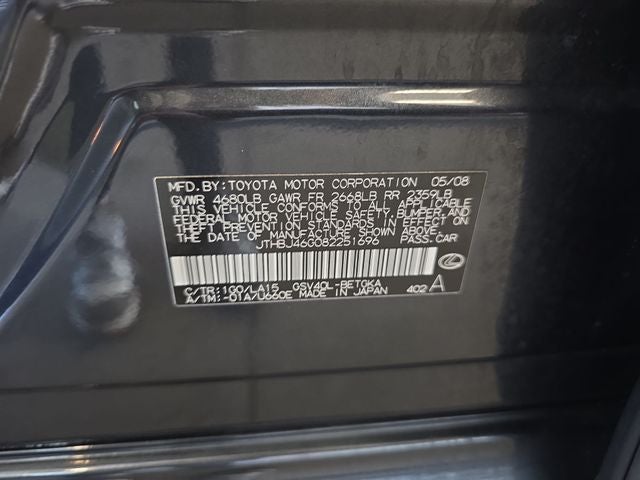 MFD. BY: TOYOTA MOTOR CORPORATION 05/08
GVWR 4680LB GAWR FR 2668LB RR 2359LB
THIS VEHICLE CONFORMS TO ALL APPLICABLE
FEDERAL MOTOR VEHICLE SAFETY, BUMPER, AND
THEFT PREVENTION STANDARDS IN EFFECT ON
THE DATE OF MANUFACTURE SHOWN ABOVE.
JTHBJ46G082251696 PASS. CAR
C/TR: 1G0/LA15 GSV40L-BETGKA
A/TM: -01A/U660E MADE IN JAPAN 402 A